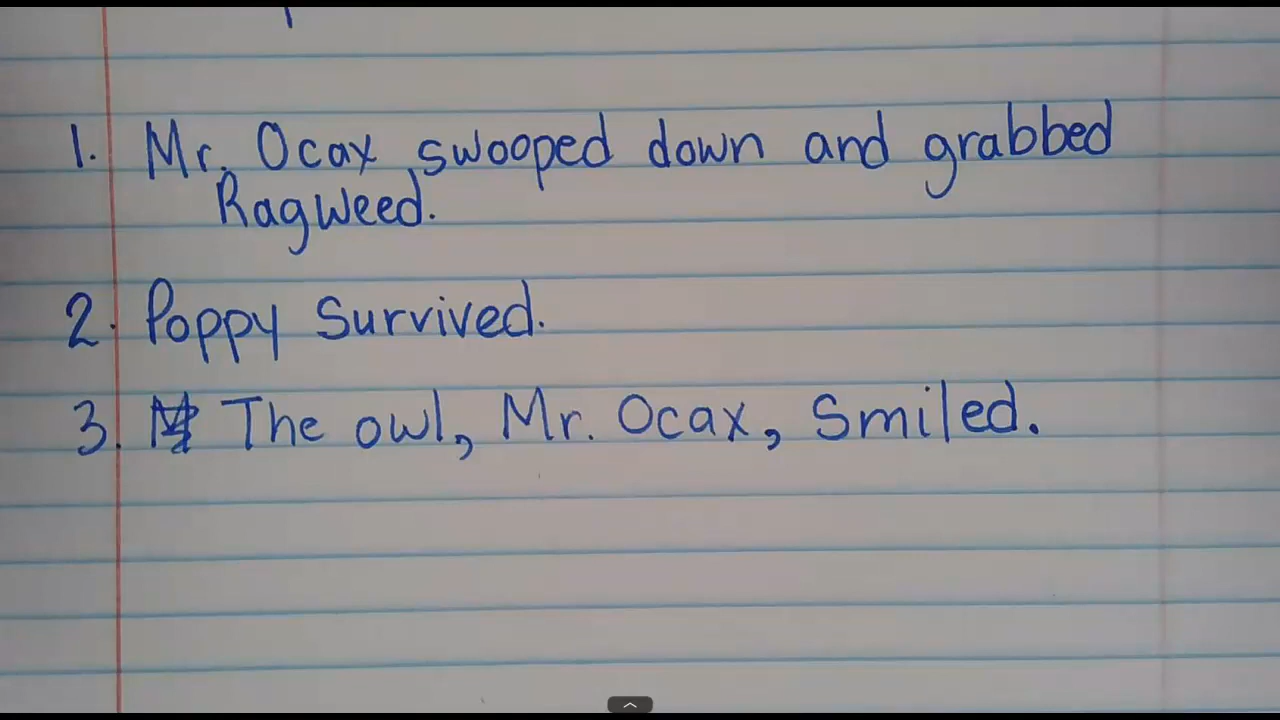 1. Mr. Ocax swooped down and grabbed
Ragweed.
2. Poppy Survived.
3. The owl, Mr. Ocax, Smiled.